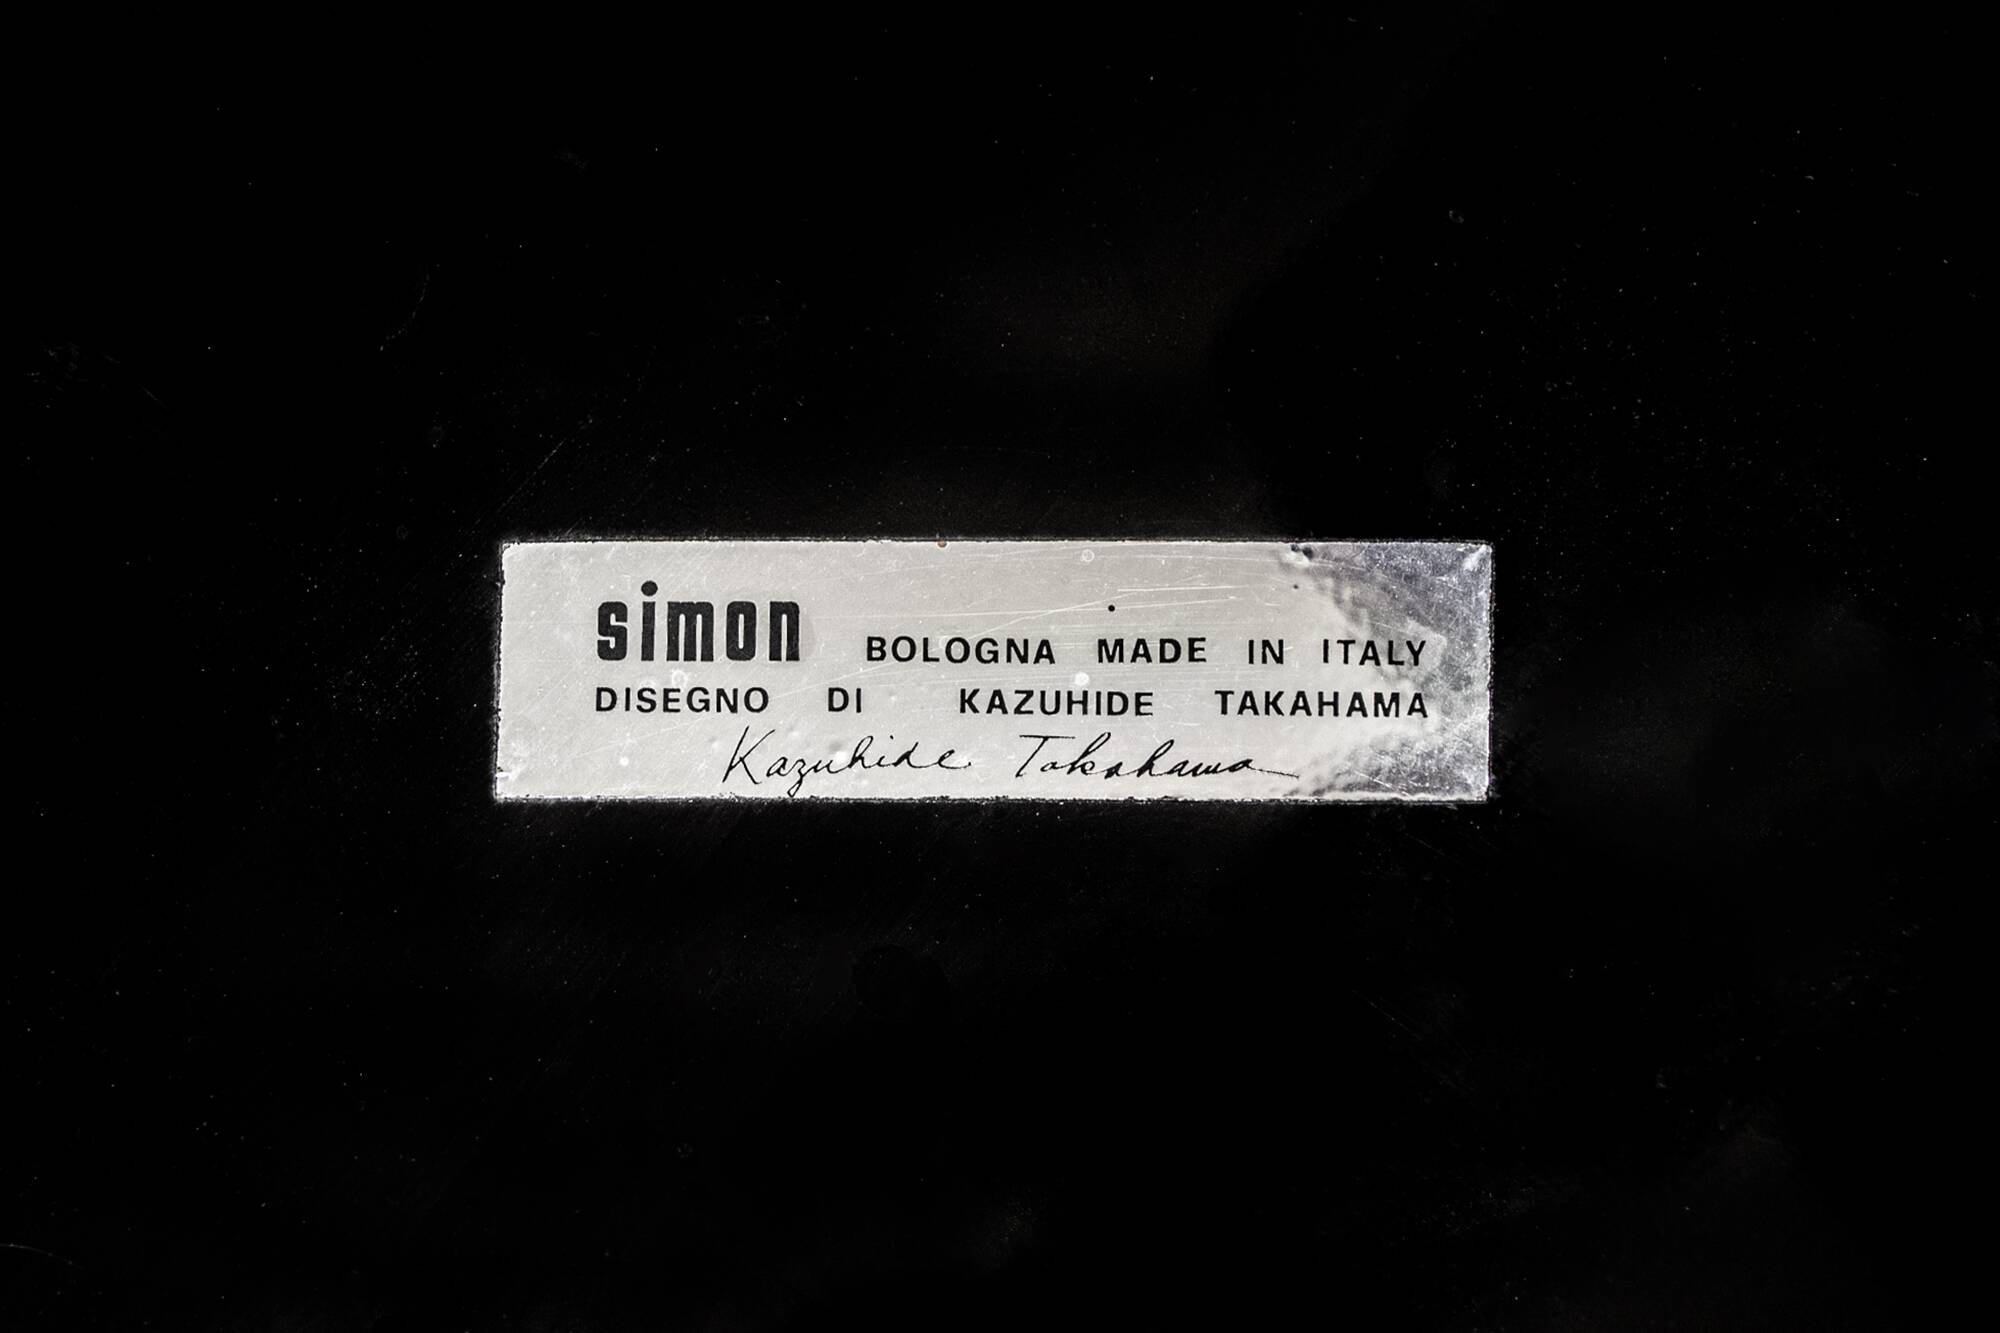 simon BOLOGNA MADE IN ITALY
DISEGNO DI KAZUHIDE TAKAHAMA
Kazuhide Takahama